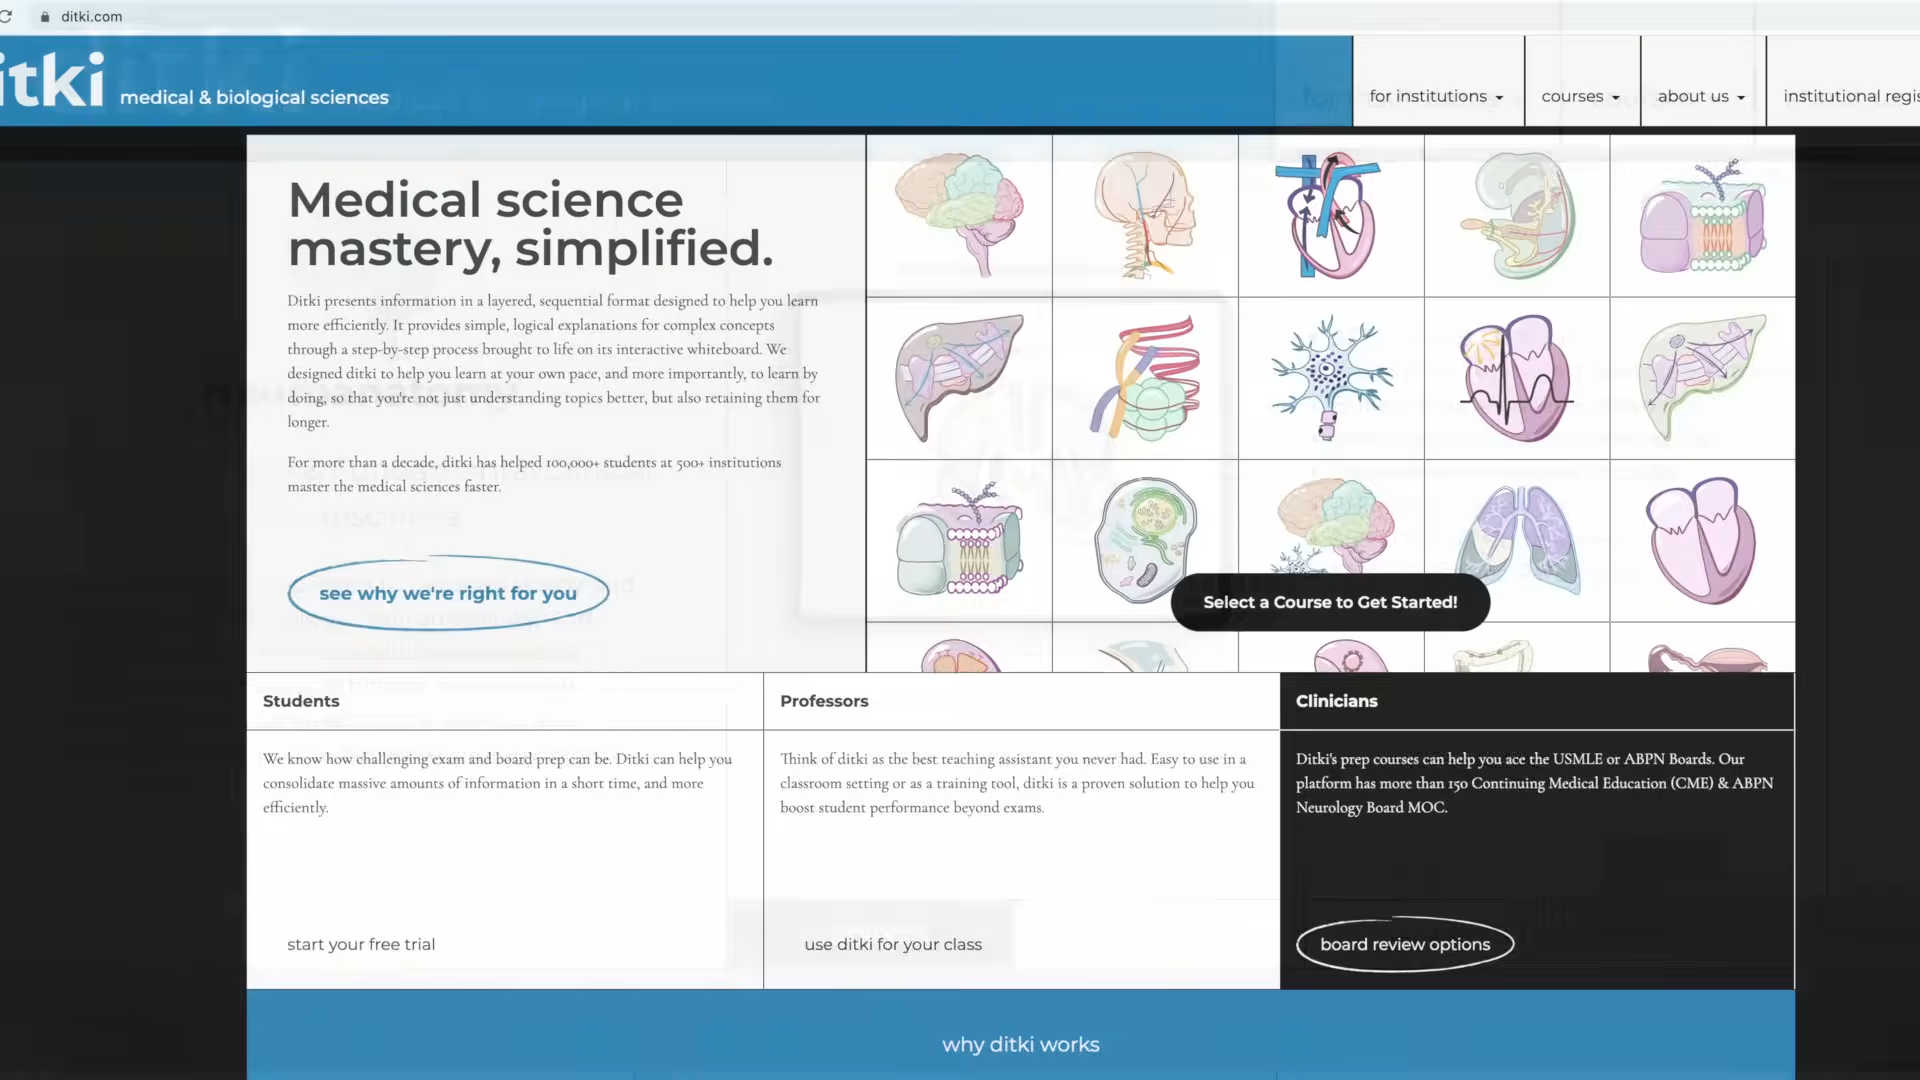 ditki.com
itki
medical & biological sciences
for institutions
courses
about us
institutional regis
Medical science
mastery, simplified.
Ditki presents information in a layered, sequential format designed to help you learn
more efficiently. It provides simple, logical explanations for complex concepts
through a step-by-step process brought to life on its interactive whiteboard. We
designed ditki to help you learn at your own pace, and more importantly, to learn by
doing, so that you're not just understanding topics better, but also retaining them for
longer.
For more than a decade, ditki has helped 100,000+ students at 500+ institutions
master the medical sciences faster.
see why we're right for you
Select a Course to Get Started!
Students
We know how challenging exam and board prep can be. Ditki can help you
consolidate massive amounts of information in a short time, and more
efficiently.
start your free trial
Professors
Think of ditki as the best teaching assistant you never had. Easy to use in a
classroom setting or as a training tool, ditki is a proven solution to help you
boost student performance beyond exams.
use ditki for your class
Clinicians
Ditki's prep courses can help you ace the USMLE or ABPN Boards. Our
platform has more than 150 Continuing Medical Education (CME) & ABPN
Neurology Board MOC.
board review options
why ditki works